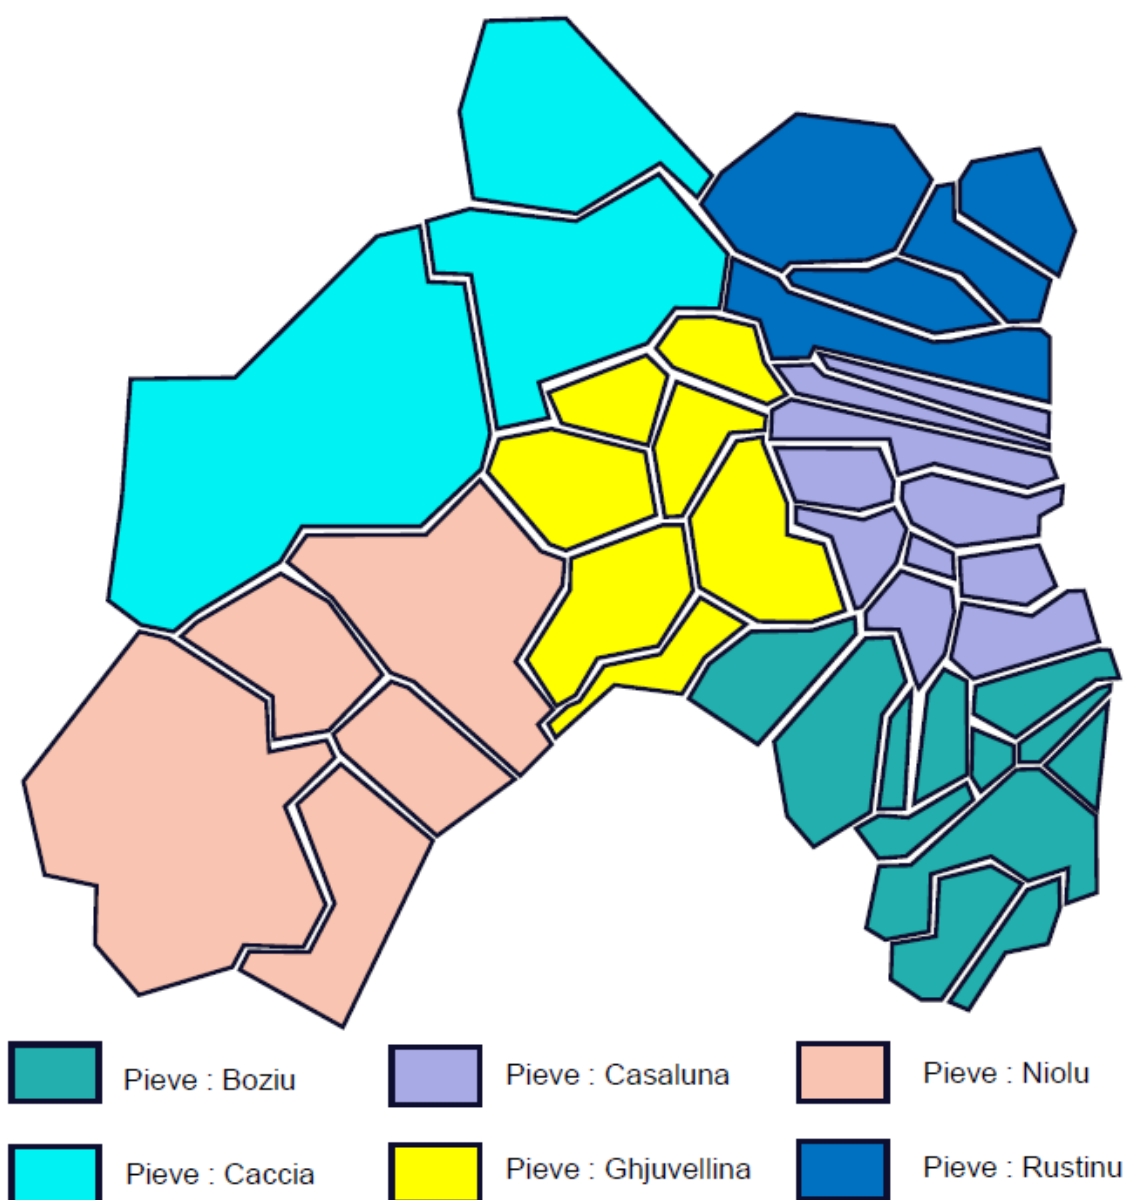 Pieve : Boziu
Pieve : Casaluna
Pieve : Niolu
Pieve : Caccia
Pieve : Ghjuvellina
Pieve : Rustinu